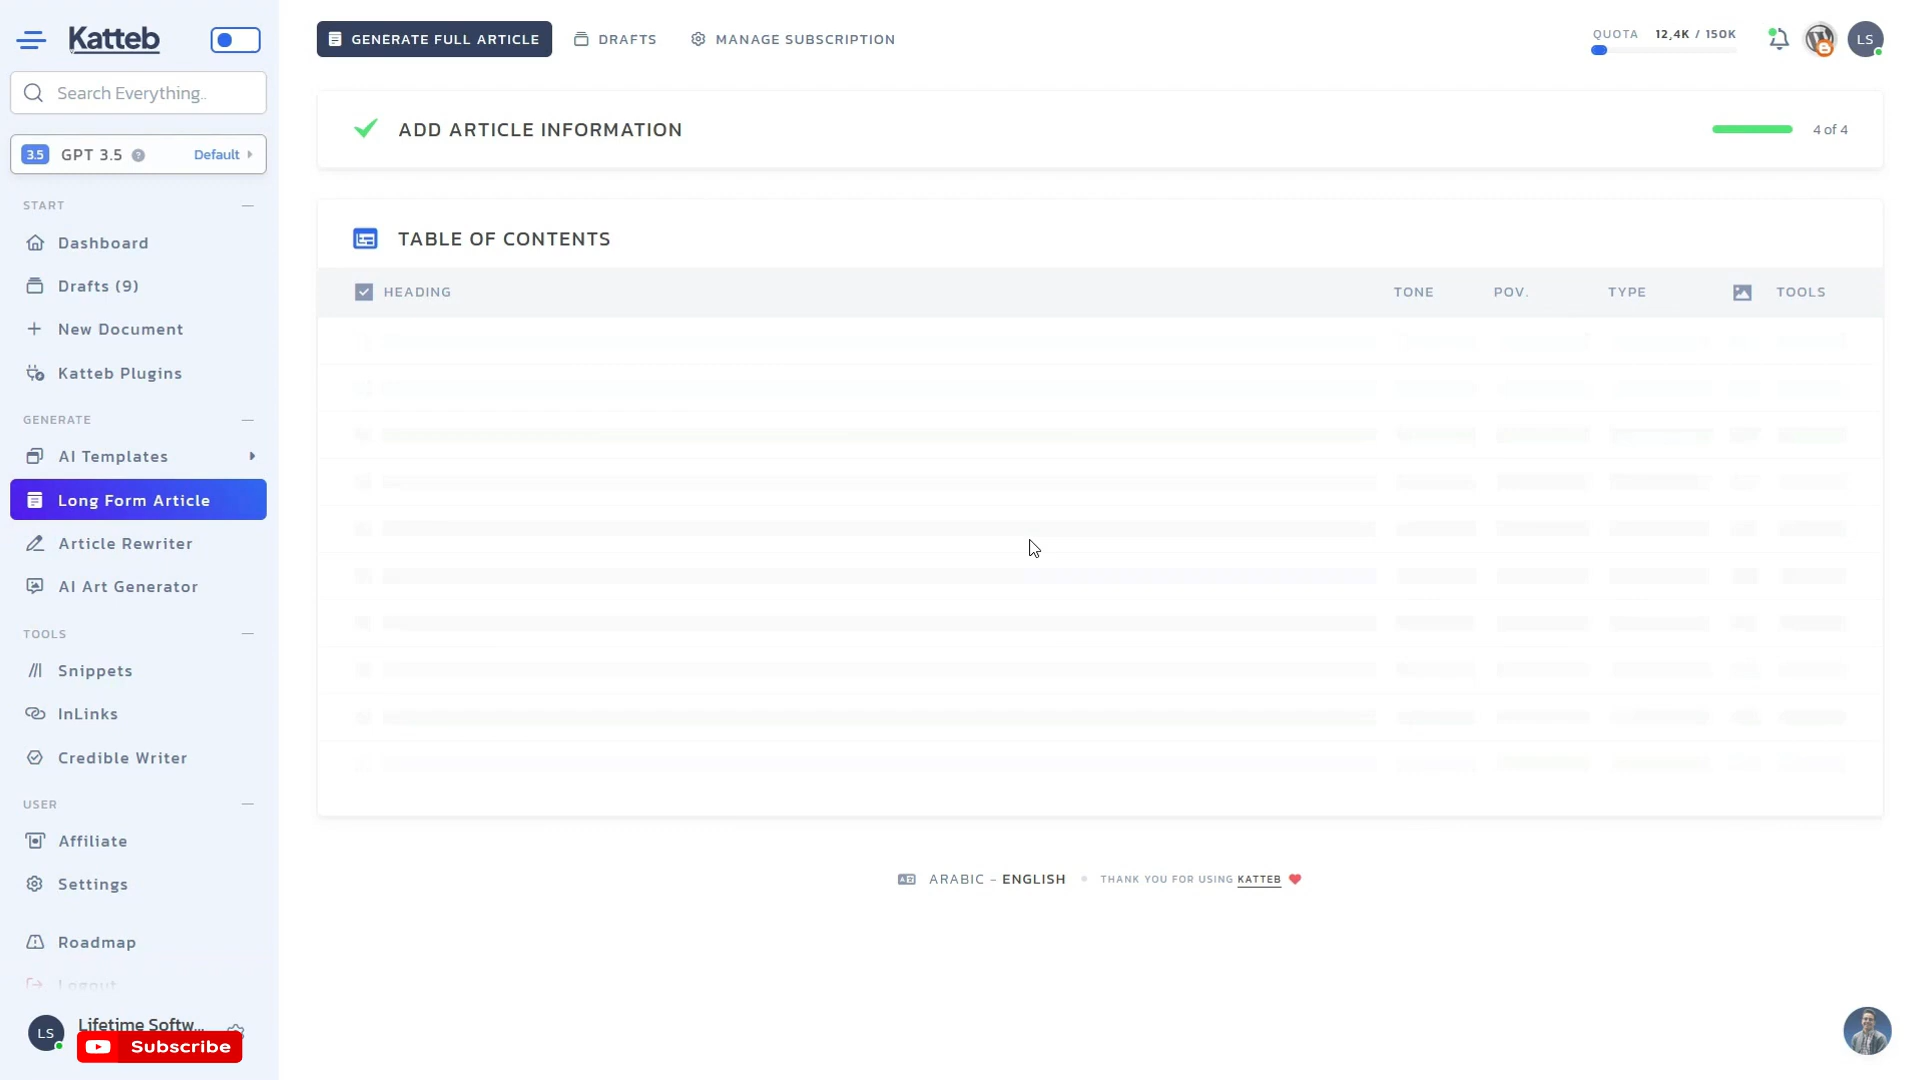 Katteb
GENERATE FULL ARTICLE
DRAFTS
MANAGE SUBSCRIPTION
QUOTA 12,4K / 150K
LS
Search Everything..
3.5 GPT 3.5 ? Default
START
Dashboard
Drafts (9)
New Document
Katteb Plugins
GENERATE
AI Templates
Long Form Article
Article Rewriter
AI Art Generator
TOOLS
Snippets
InLinks
Credible Writer
USER
Affiliate
Settings
Roadmap
Logout
LS Lifetime Softw...
Subscribe
ADD ARTICLE INFORMATION
4 of 4
TABLE OF CONTENTS
HEADING TONE POV. TYPE TOOLS
ARABIC - ENGLISH THANK YOU FOR USING KATTEB